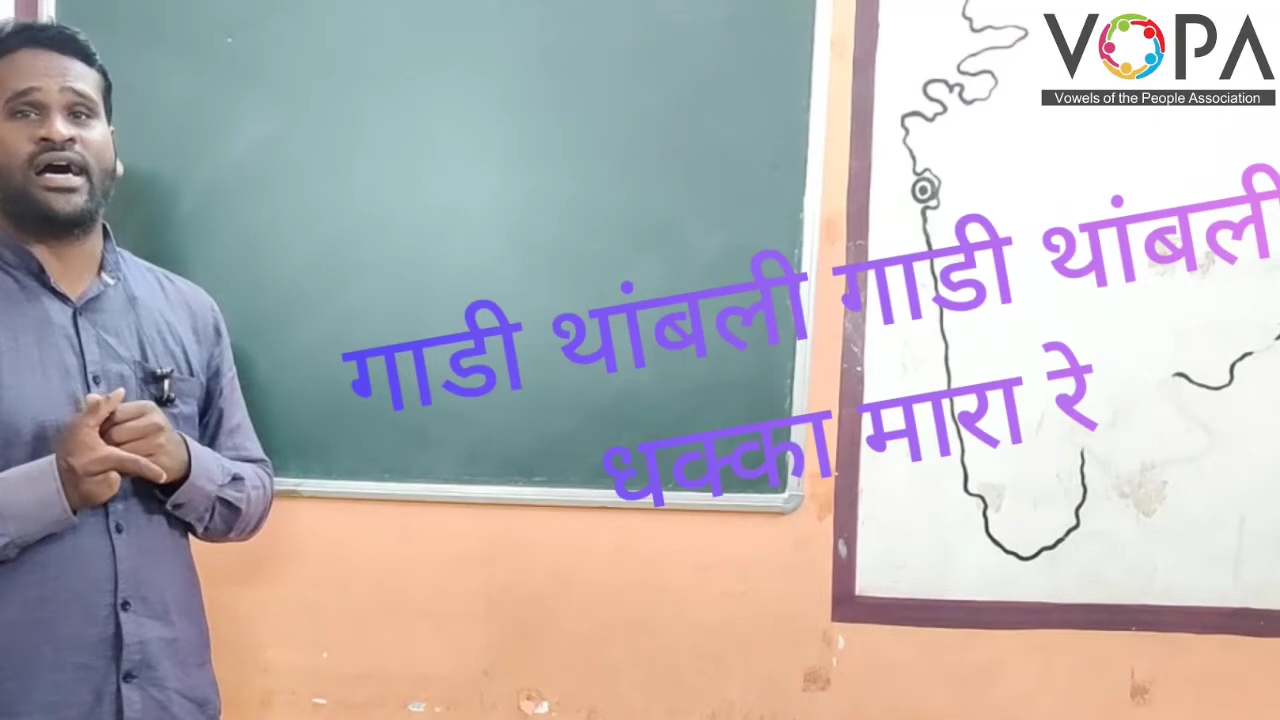 VOPA
Vowels of the People Association
गाडी थांबली गाडी थांबली
धक्का मारा रे